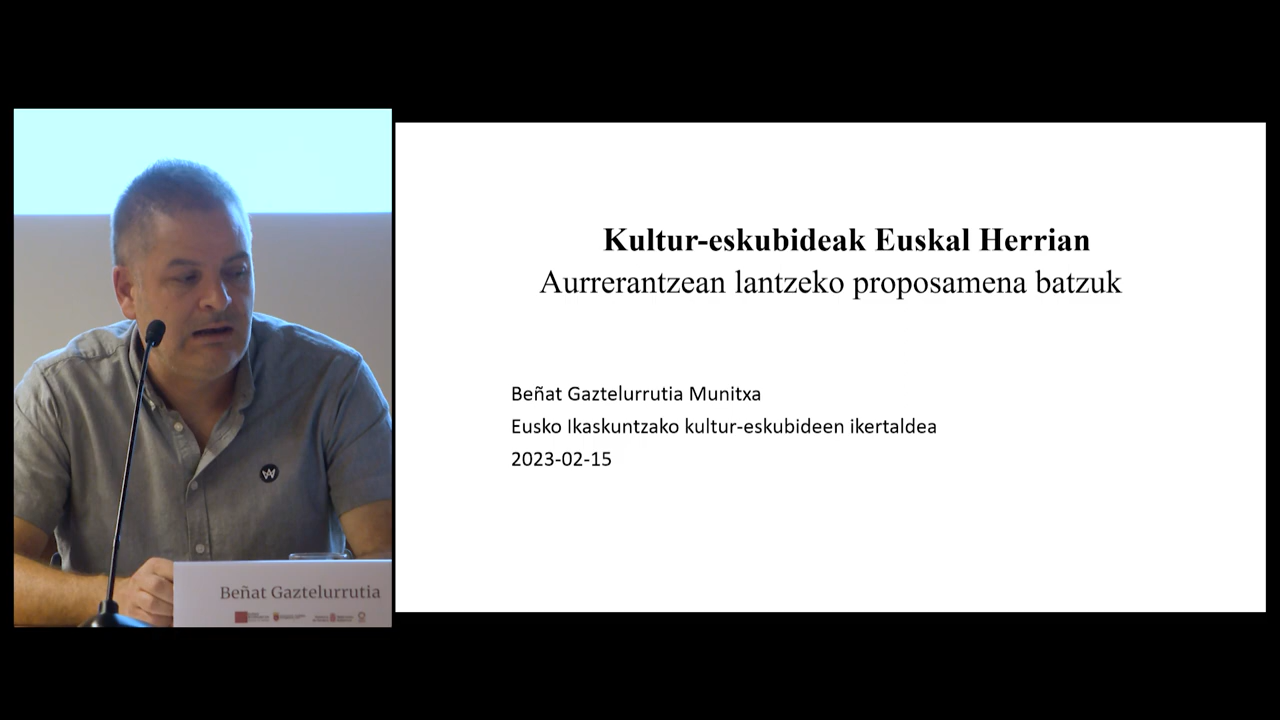 Kultur-eskubideak Euskal Herrian
Aurrerantzean lantzeko proposamena batzuk
Beñat Gaztelurrutia Munitxa
Eusko Ikaskuntzako kultur-eskubideen ikertaldea
2023-02-15
Beñat Gaztelurrutia